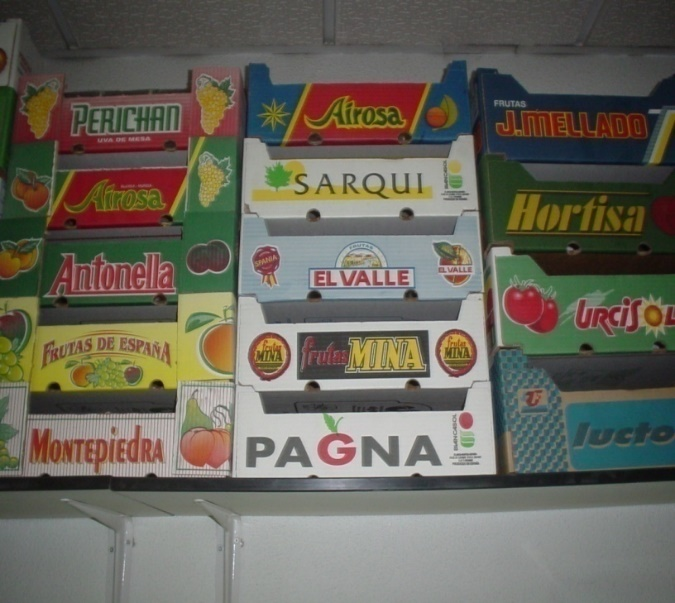 PERICHAN
UVA DE MESA
Airosa
Antonella
FRUTAS DE ESPAÑA
MONTEPIEDRA
Airosa
SARQUI
FRUTAS
EL VALLE
SPANIA
EL VALLE
frutas MINA
frutas MINA
frutas MINA
PAGNA
FRUTAS
J.MELLADO
Hortisa
URCISOL
lucto